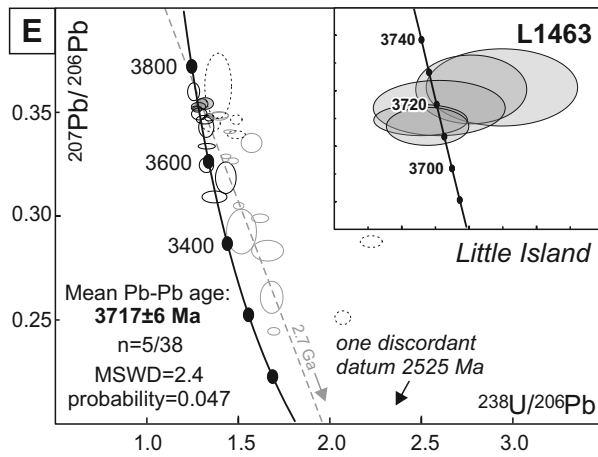 E
L1463
3740
3720
3700
207Pb/ 206Pb
3800
3600
3400
0.35
0.30
0.25
Little Island
Mean Pb-Pb age:
3717±6 Ma
n=5/38
MSWD=2.4
probability=0.047
2.7 Ga
one discordant
datum 2525 Ma
238U/206Pb
1.0
1.5
2.0
2.5
3.0